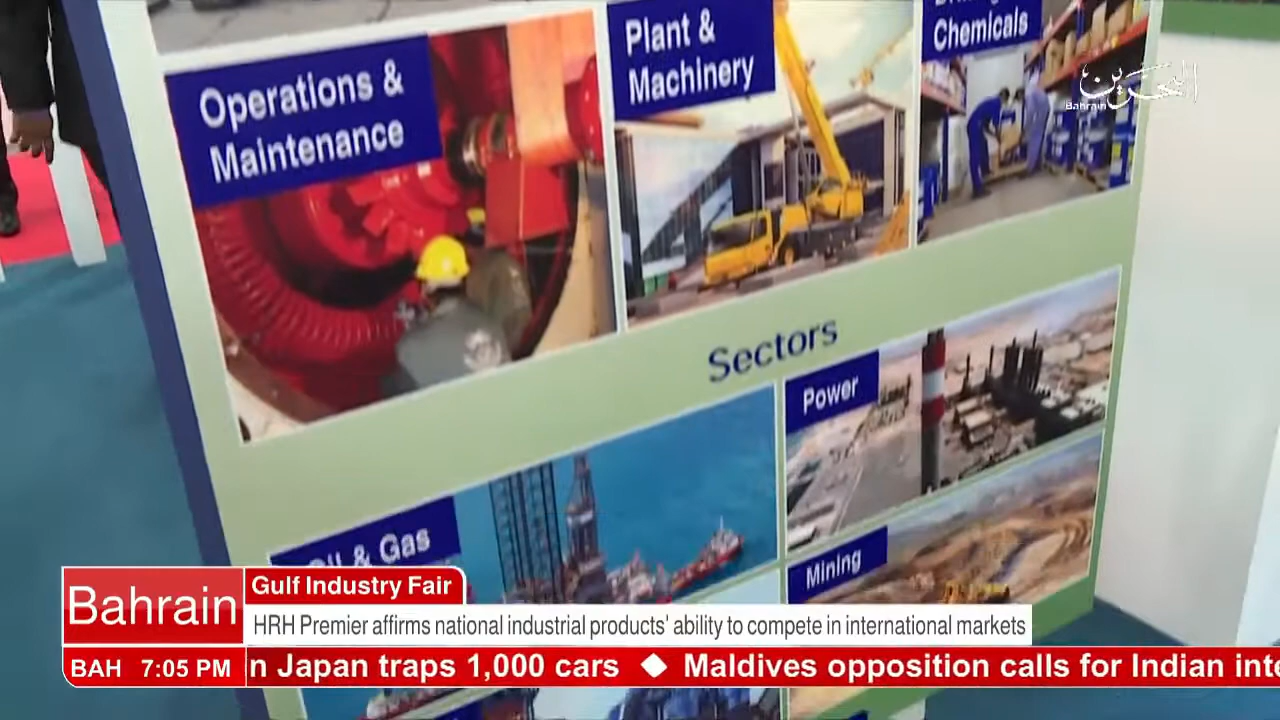 Operations &
Maintenance
Plant &
Machinery
Chemicals
البحرين
Bahrain
Sectors
Power
Oil & Gas
Mining
Bahrain
Gulf Industry Fair
HRH Premier affirms national industrial products' ability to compete in international markets
BAH 7:05 PM
n Japan traps 1,000 cars ◆ Maldives opposition calls for Indian inte